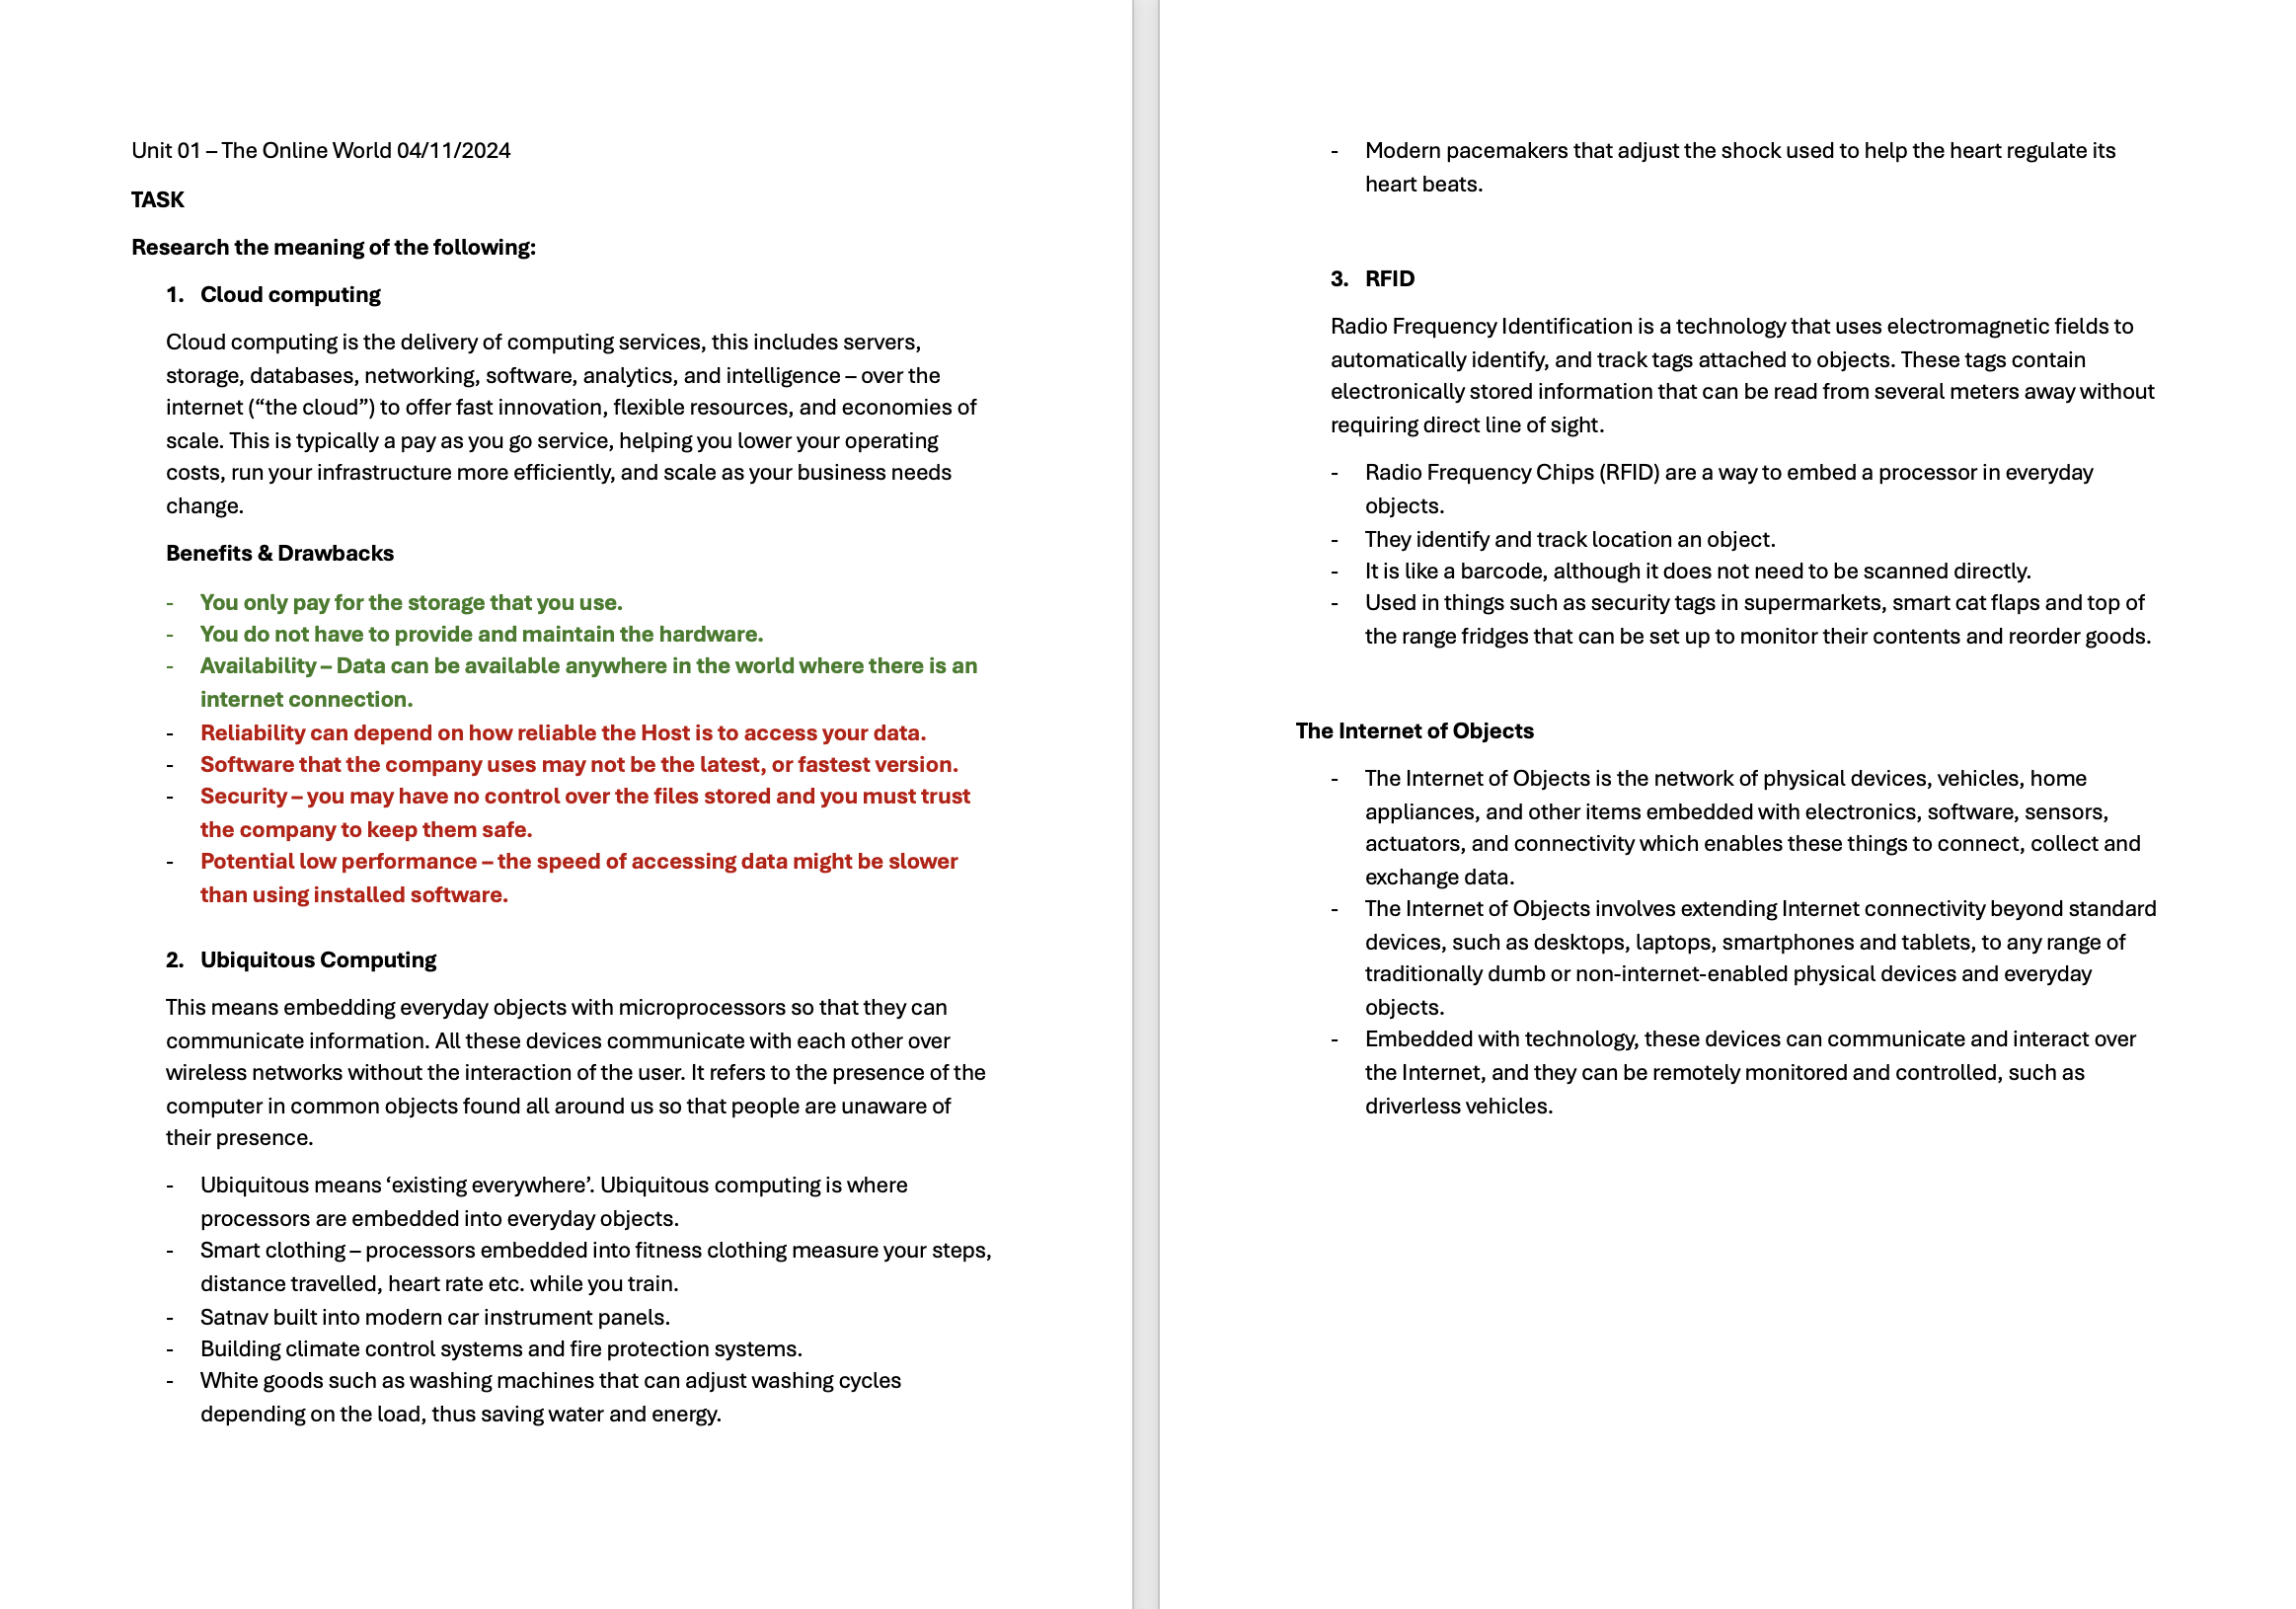 Unit 01 – The Online World 04/11/2024
TASK
Research the meaning of the following:
1. Cloud computing
Cloud computing is the delivery of computing services, this includes servers,
storage, databases, networking, software, analytics, and intelligence – over the
internet (“the cloud”) to offer fast innovation, flexible resources, and economies of
scale. This is typically a pay as you go service, helping you lower your operating
costs, run your infrastructure more efficiently, and scale as your business needs
change.
Benefits & Drawbacks
- You only pay for the storage that you use.
- You do not have to provide and maintain the hardware.
- Availability – Data can be available anywhere in the world where there is an
internet connection.
- Reliability can depend on how reliable the Host is to access your data.
- Software that the company uses may not be the latest, or fastest version.
- Security – you may have no control over the files stored and you must trust
the company to keep them safe.
- Potential low performance – the speed of accessing data might be slower
than using installed software.
2. Ubiquitous Computing
This means embedding everyday objects with microprocessors so that they can
communicate information. All these devices communicate with each other over
wireless networks without the interaction of the user. It refers to the presence of the
computer in common objects found all around us so that people are unaware of
their presence.
- Ubiquitous means ‘existing everywhere’. Ubiquitous computing is where
processors are embedded into everyday objects.
- Smart clothing – processors embedded into fitness clothing measure your steps,
distance travelled, heart rate etc. while you train.
- Satnav built into modern car instrument panels.
- Building climate control systems and fire protection systems.
- White goods such as washing machines that can adjust washing cycles
depending on the load, thus saving water and energy.
- Modern pacemakers that adjust the shock used to help the heart regulate its
heart beats.
3. RFID
Radio Frequency Identification is a technology that uses electromagnetic fields to
automatically identify, and track tags attached to objects. These tags contain
electronically stored information that can be read from several meters away without
requiring direct line of sight.
- Radio Frequency Chips (RFID) are a way to embed a processor in everyday
objects.
- They identify and track location an object.
- It is like a barcode, although it does not need to be scanned directly.
- Used in things such as security tags in supermarkets, smart cat flaps and top of
the range fridges that can be set up to monitor their contents and reorder goods.
The Internet of Objects
- The Internet of Objects is the network of physical devices, vehicles, home
appliances, and other items embedded with electronics, software, sensors,
actuators, and connectivity which enables these things to connect, collect and
exchange data.
- The Internet of Objects involves extending Internet connectivity beyond standard
devices, such as desktops, laptops, smartphones and tablets, to any range of
traditionally dumb or non-internet-enabled physical devices and everyday
objects.
- Embedded with technology, these devices can communicate and interact over
the Internet, and they can be remotely monitored and controlled, such as
driverless vehicles.